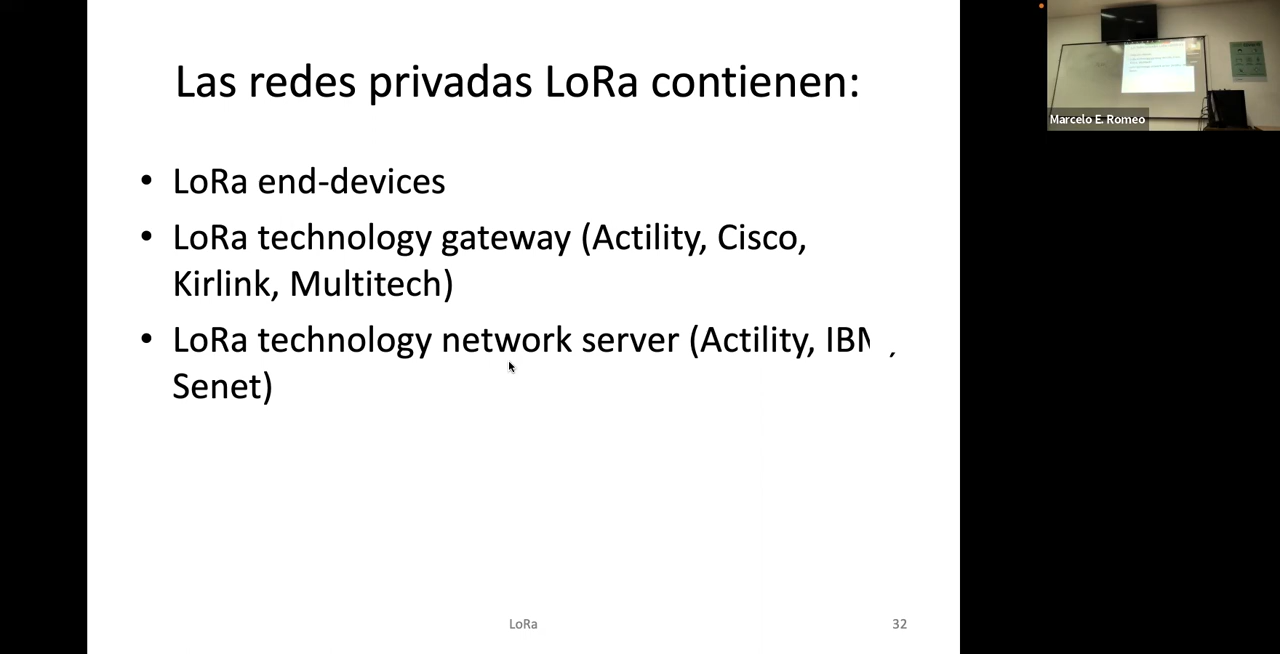 Las redes privadas LoRa contienen:
• LoRa end-devices
• LoRa technology gateway (Actility, Cisco,
Kirlink, Multitech)
• LoRa technology network server (Actility, IBM,
Senet)
LoRa
32
Marcelo E. Romeo